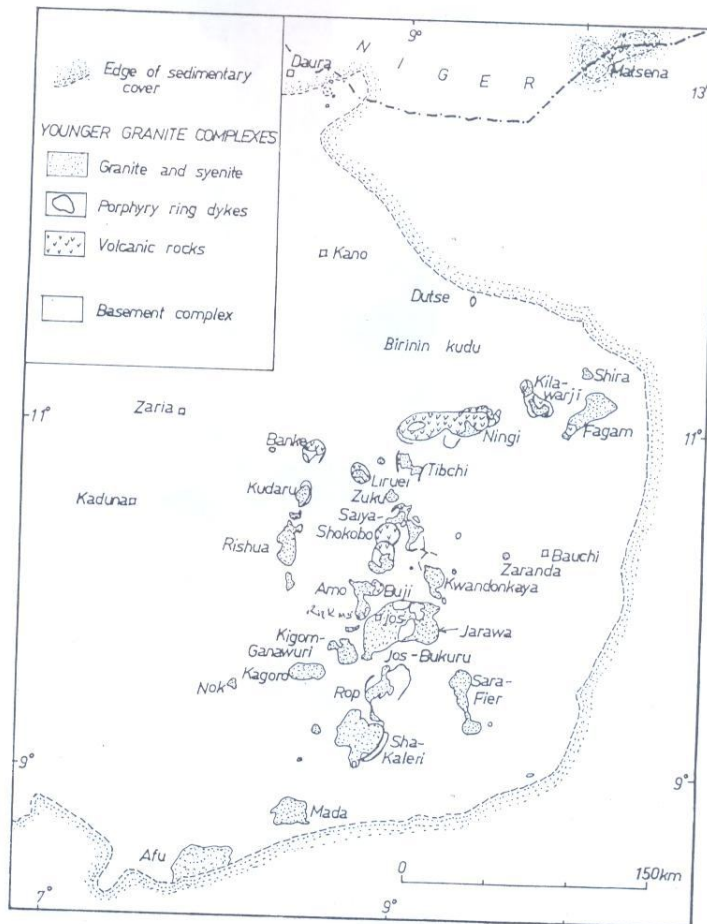 9°
N I G E R
Daura
Matsena
13
Edge of sedimentary
cover
YOUNGER GRANITE COMPLEXES
Granite and syenite
Porphyry ring dykes
Volcanic rocks
Basement complex
Kano
Dutse
Birinin kudu
Kila-
warji
Shira
Fagam
11°
Zaria
Ningi
11°
Banke
Liruei
Tibchi
Kudaru
Zuku
Kaduna
Saiya-
Shokobo
Rishua
Bauchi
Zaranda
Kwandonkaya
Amo
Buji
Jos
Jarawa
Kigom-
Ganawuri
Jos-Bukuru
Kagoro
Nok
Rop
Sara-
Fier
Sha-
Kaleri
9°
9°
Mada
Afu
0
150km
7°
9°